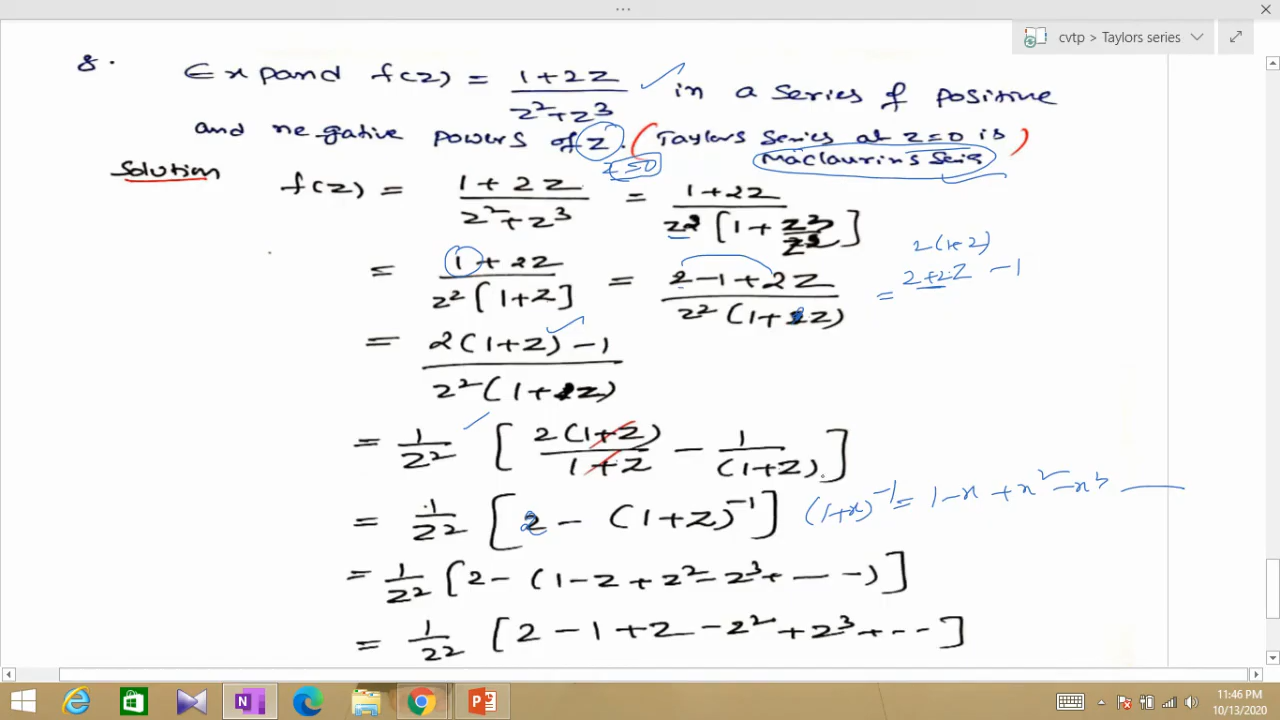 cvtp > Taylors series
8. Expand f(z) = (1+2z)/(z²+z³) in a series of positive
and negative powers of z. (Taylors series at z=0 is
Maclaurin's Series)
z=0
Solution
f(z) = (1+2z)/(z²+z³) = (1+2z)/(z²[1+z³/z²])
= (1+2z)/(z²[1+z]) = (2-1+2z)/(z²(1+z))
2(1+z)
= 2+2z -1
= (2(1+z)-1)/(z²(1+z))
= 1/z² [2(1+z)/(1+z) - 1/(1+z)]
= 1/z² [2 - (1+z)⁻¹] (1+x)⁻¹ = 1-x+x²-x³ ——
= 1/z² [2-(1-z+z²-z³+---)]
= 1/z² [2-1+z-z²+z³+---]
11:46 PM
10/13/2020